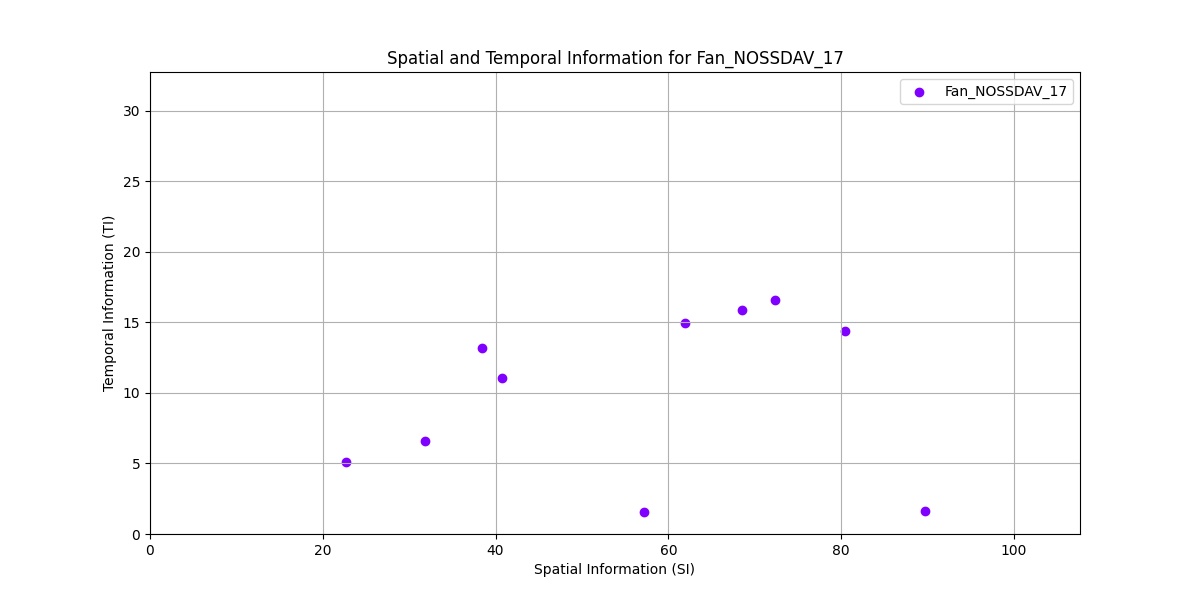 Spatial and Temporal Information for Fan_NOSSDAV_17
Fan_NOSSDAV_17
30
25
20
15
10
5
0
Temporal Information (TI)
0 20 40 60 80 100
Spatial Information (SI)